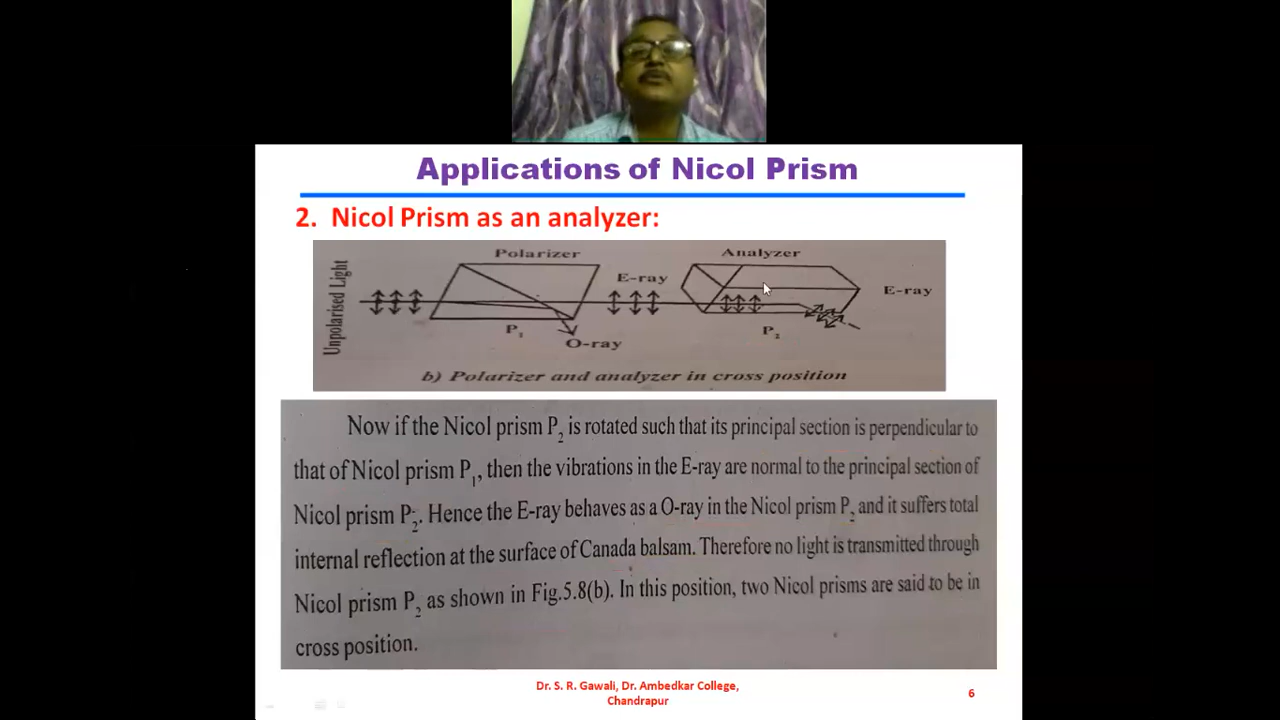 Applications of Nicol Prism
2. Nicol Prism as an analyzer:
Unpolarised Light
Polarizer
Analyzer
E-ray
E-ray
P₁
P₂
O-ray
b) Polarizer and analyzer in cross position
Now if the Nicol prism P₂ is rotated such that its principal section is perpendicular to
that of Nicol prism P₁, then the vibrations in the E-ray are normal to the principal section of
Nicol prism P₂. Hence the E-ray behaves as a O-ray in the Nicol prism P₂ and it suffers total
internal reflection at the surface of Canada balsam. Therefore no light is transmitted through
Nicol prism P₂ as shown in Fig.5.8(b). In this position, two Nicol prisms are said to be in
cross position.
Dr. S. R. Gawali, Dr. Ambedkar College,
Chandrapur
6